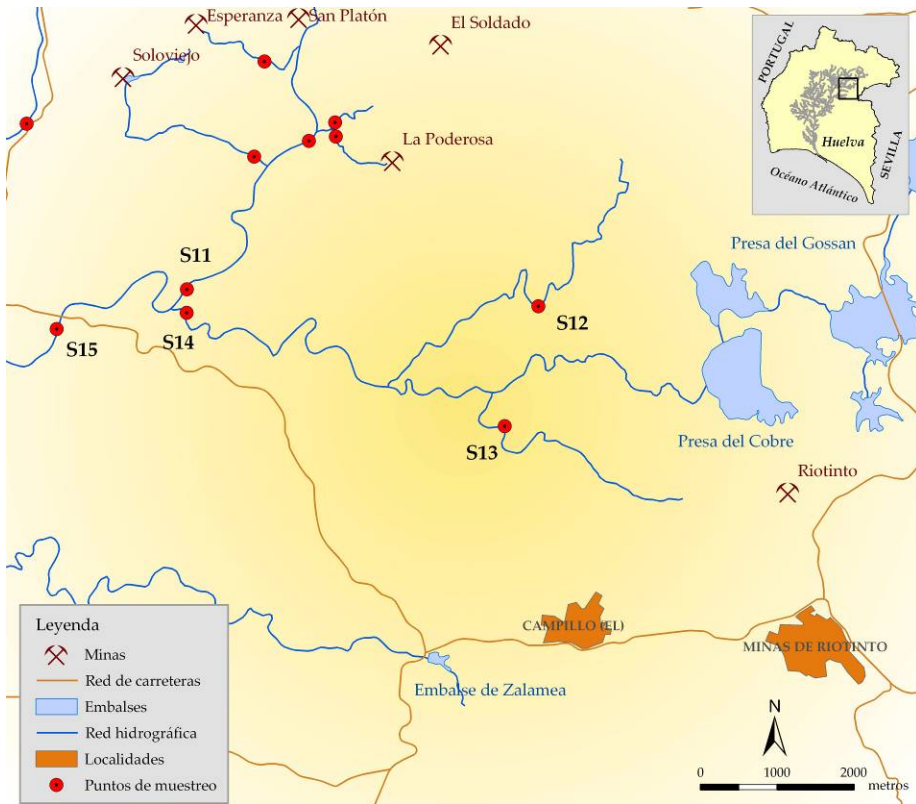 Esperanza
San Platón
El Soldado
Soloviejo
La Poderosa
PORTUGAL
Huelva
SEVILLA
Océano Atlántico
Presa del Gossan
S11
S12
S14
S15
Presa del Cobre
S13
Riotinto
CAMPILLO (EL)
MINAS DE RIOTINTO
Embalse de Zalamea
Leyenda
Minas
Red de carreteras
Embalses
Red hidrográfica
Localidades
Puntos de muestreo
N
0 1000 2000
metros